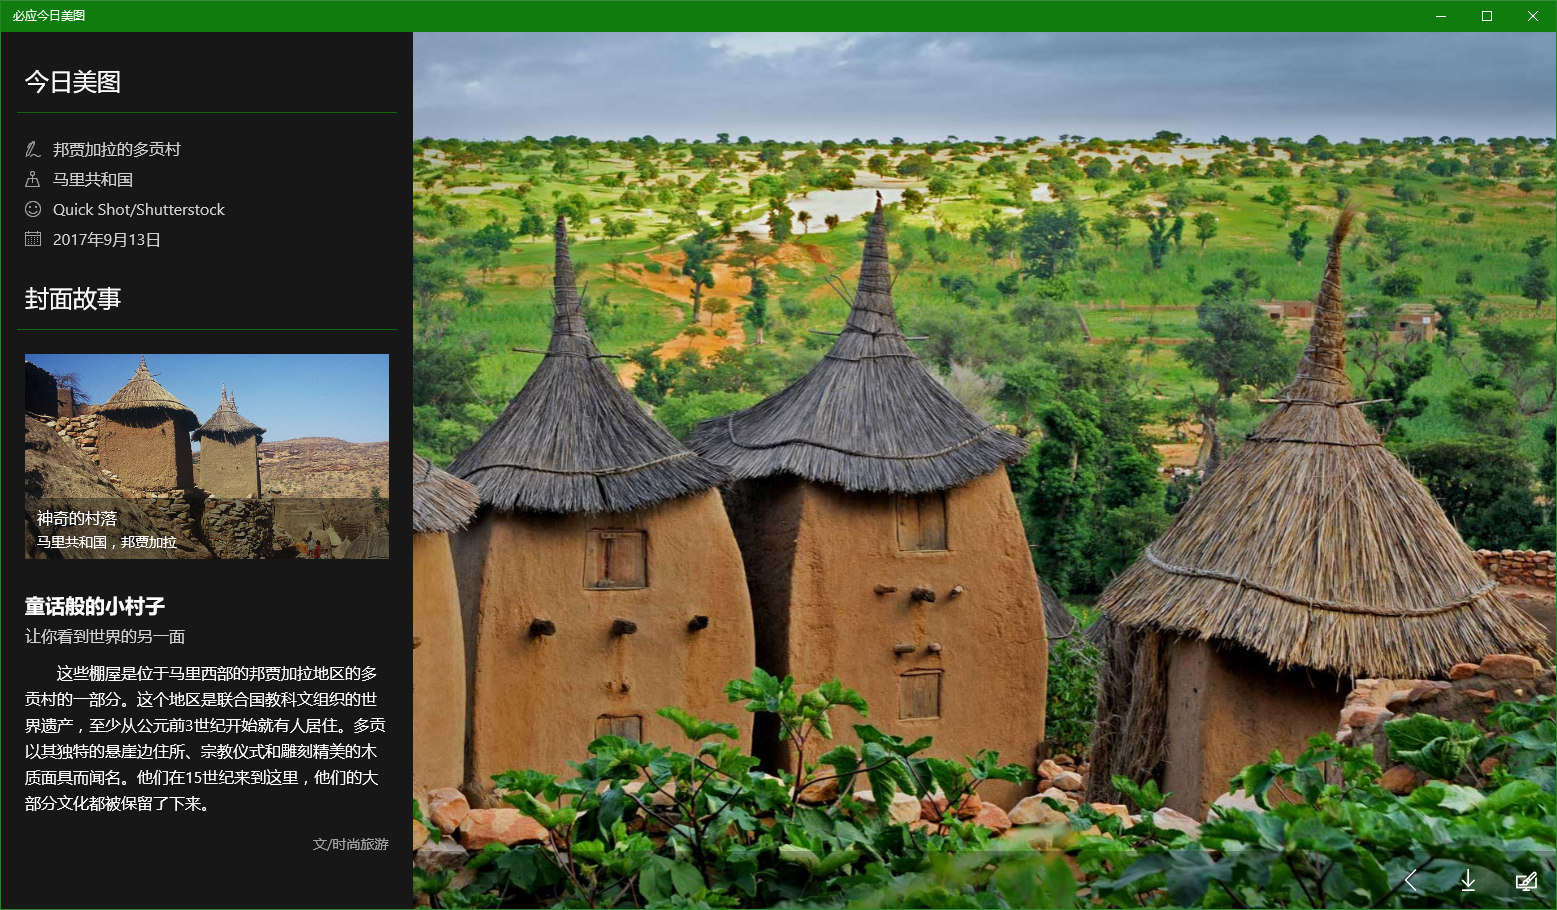 必应今日美图
今日美图
邦贾加拉的多贡村
马里共和国
Quick Shot/Shutterstock
2017年9月13日
封面故事
神奇的村落
马里共和国，邦贾加拉
童话般的小村子
让你看到世界的另一面
这些棚屋是位于马里西部的邦贾加拉地区的多
贡村的一部分。这个地区是联合国教科文组织的世
界遗产，至少从公元前3世纪开始就有人居住。多贡
以其独特的悬崖边住所、宗教仪式和雕刻精美的木
质面具而闻名。他们在15世纪来到这里，他们的大
部分文化都被保留了下来。
文/时尚旅游